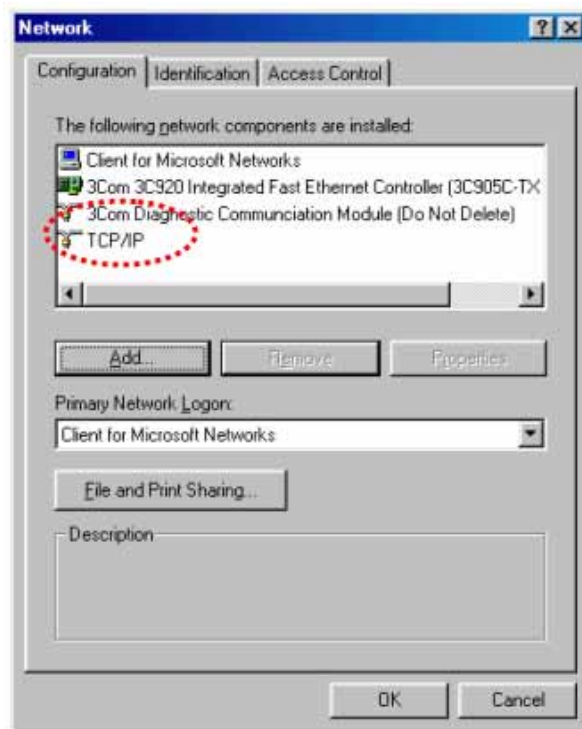 Network
Configuration Identification Access Control
The following network components are installed:
Client for Microsoft Networks
3Com 3C920 Integrated Fast Ethernet Controller (3C905C-TX
3Com Diagnostic Communciation Module (Do Not Delete)
TCP/IP
Add... Remove Properties
Primary Network Logon:
Client for Microsoft Networks
File and Print Sharing...
Description
OK Cancel